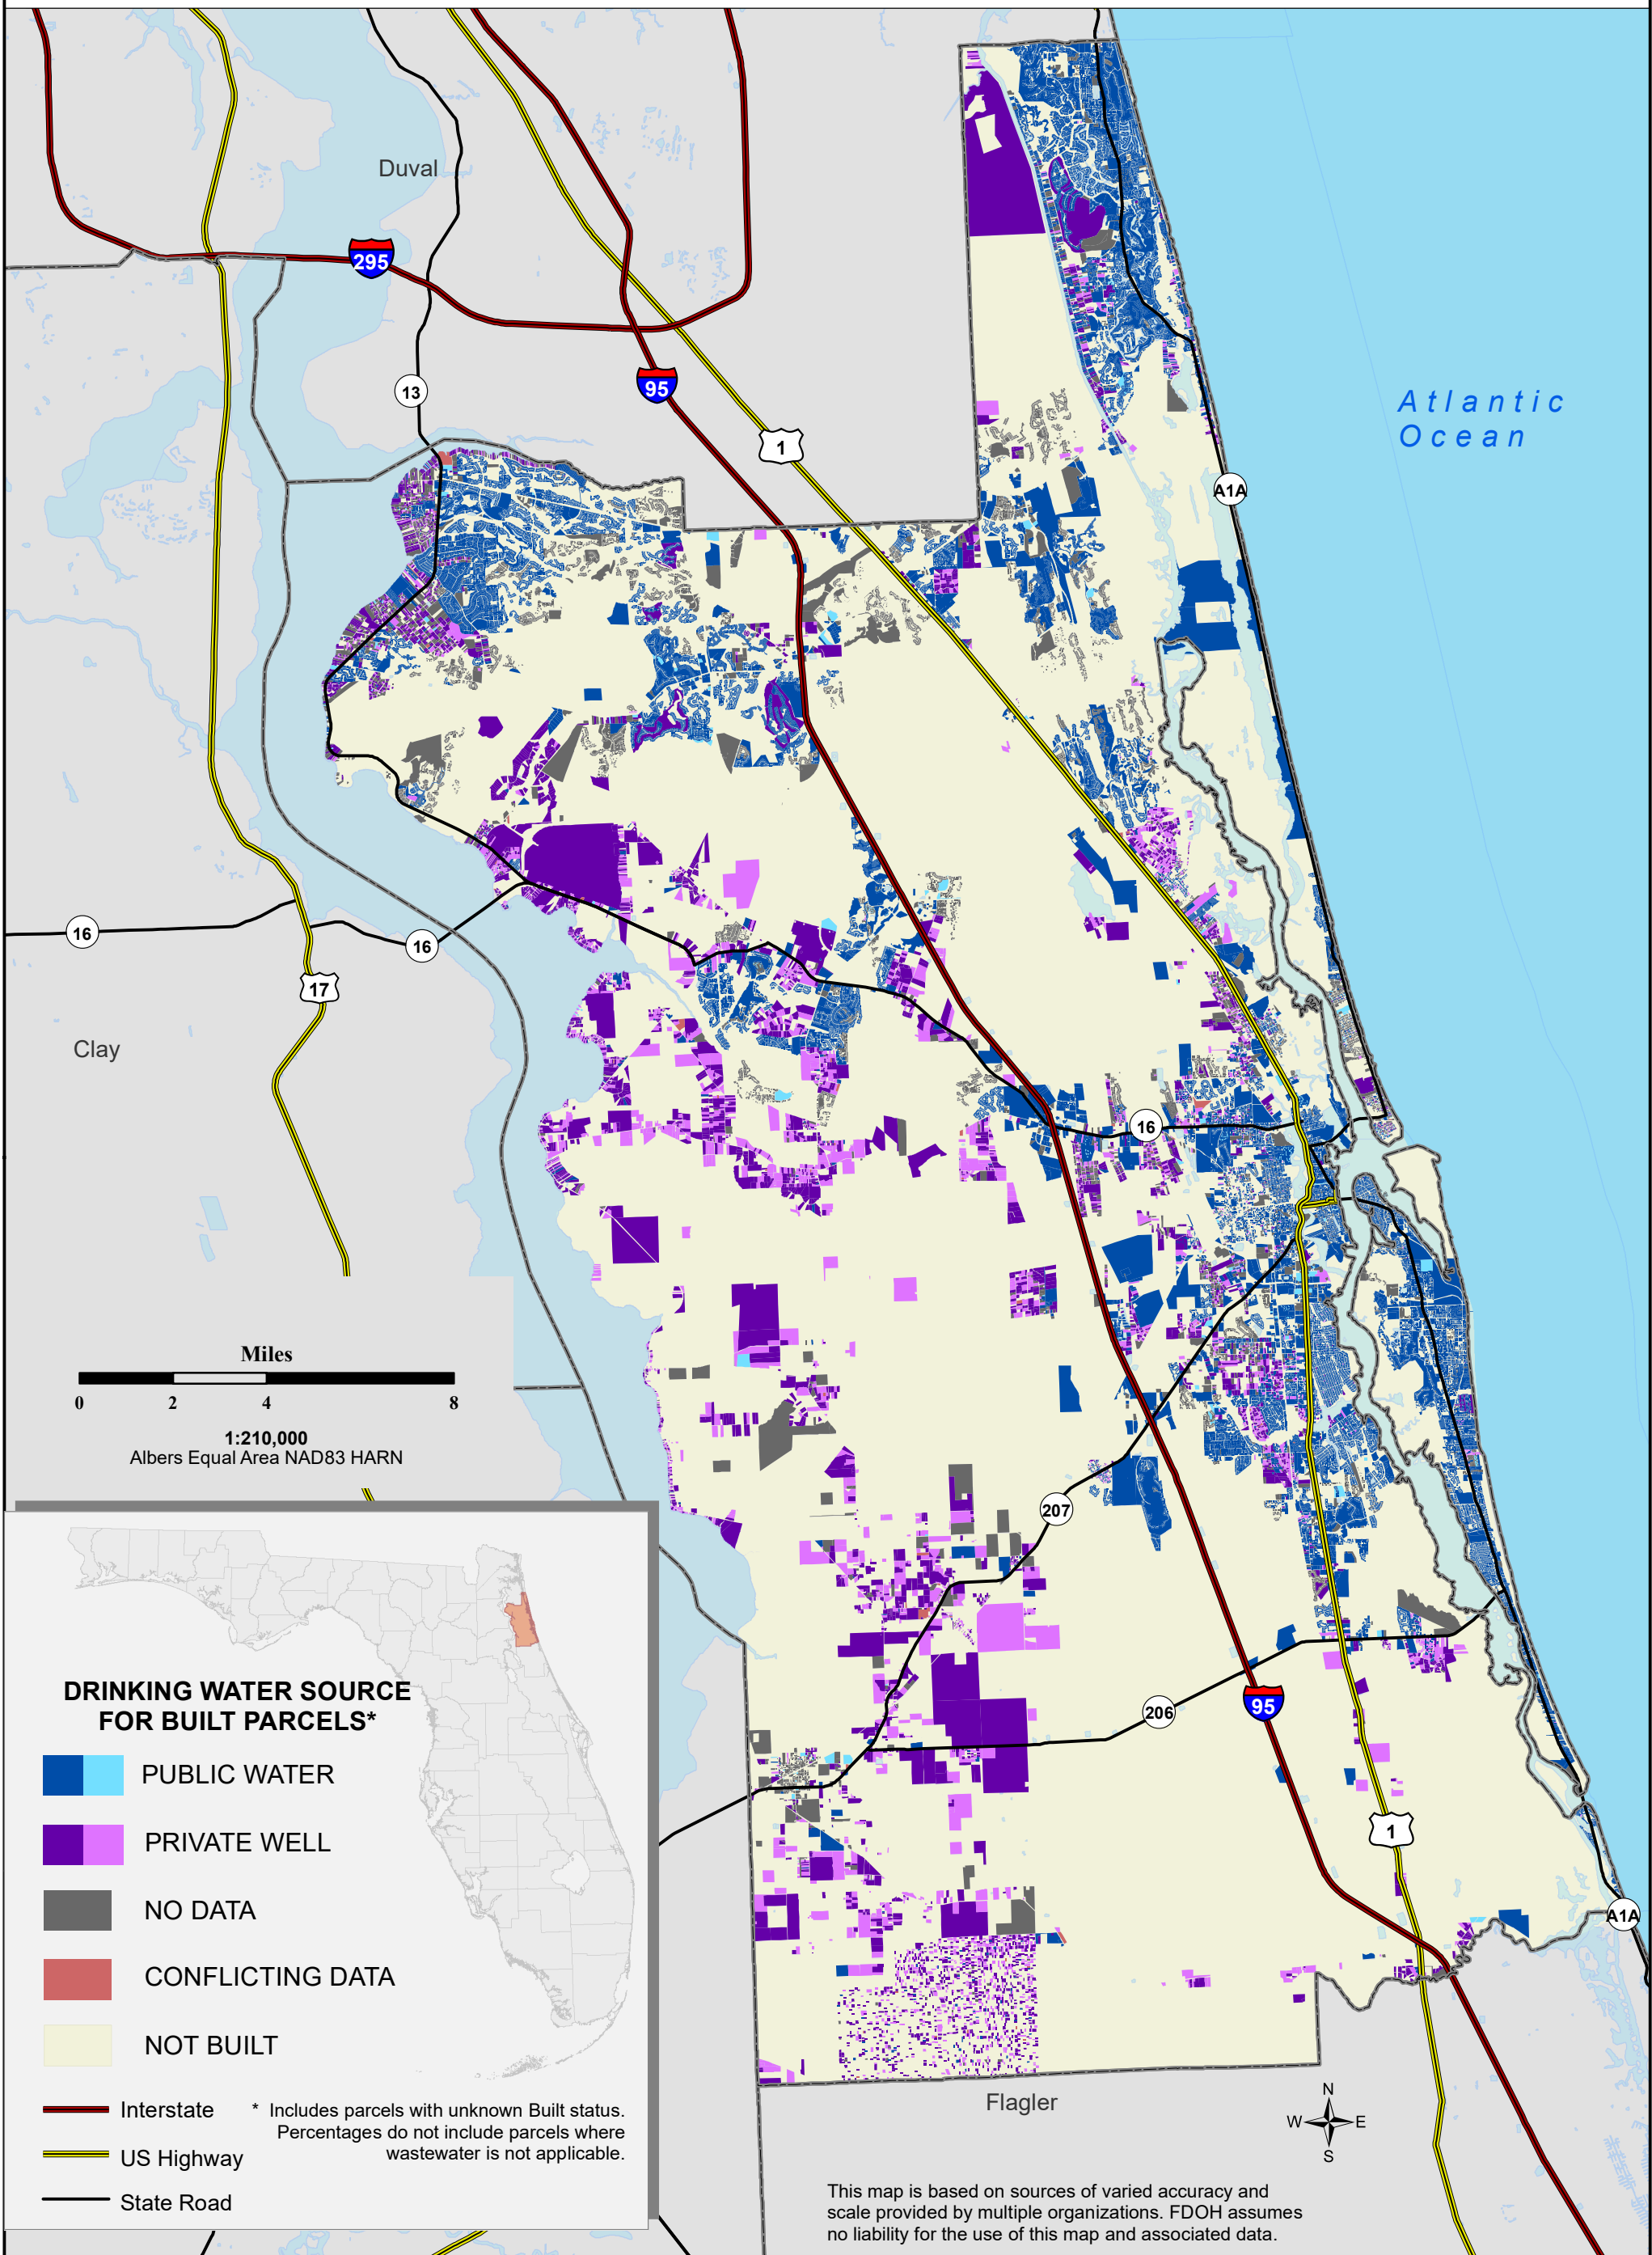 Duval
295
13
95
1
Atlantic
Ocean
A1A
16
16
17
Clay
16
Miles
0 2 4 8
1:210,000
Albers Equal Area NAD83 HARN
207
206
95
1
A1A
DRINKING WATER SOURCE
FOR BUILT PARCELS*
PUBLIC WATER
PRIVATE WELL
NO DATA
CONFLICTING DATA
NOT BUILT
Interstate
US Highway
State Road
* Includes parcels with unknown Built status.
Percentages do not include parcels where
wastewater is not applicable.
Flagler
N
W E
S
This map is based on sources of varied accuracy and
scale provided by multiple organizations. FDOH assumes
no liability for the use of this map and associated data.